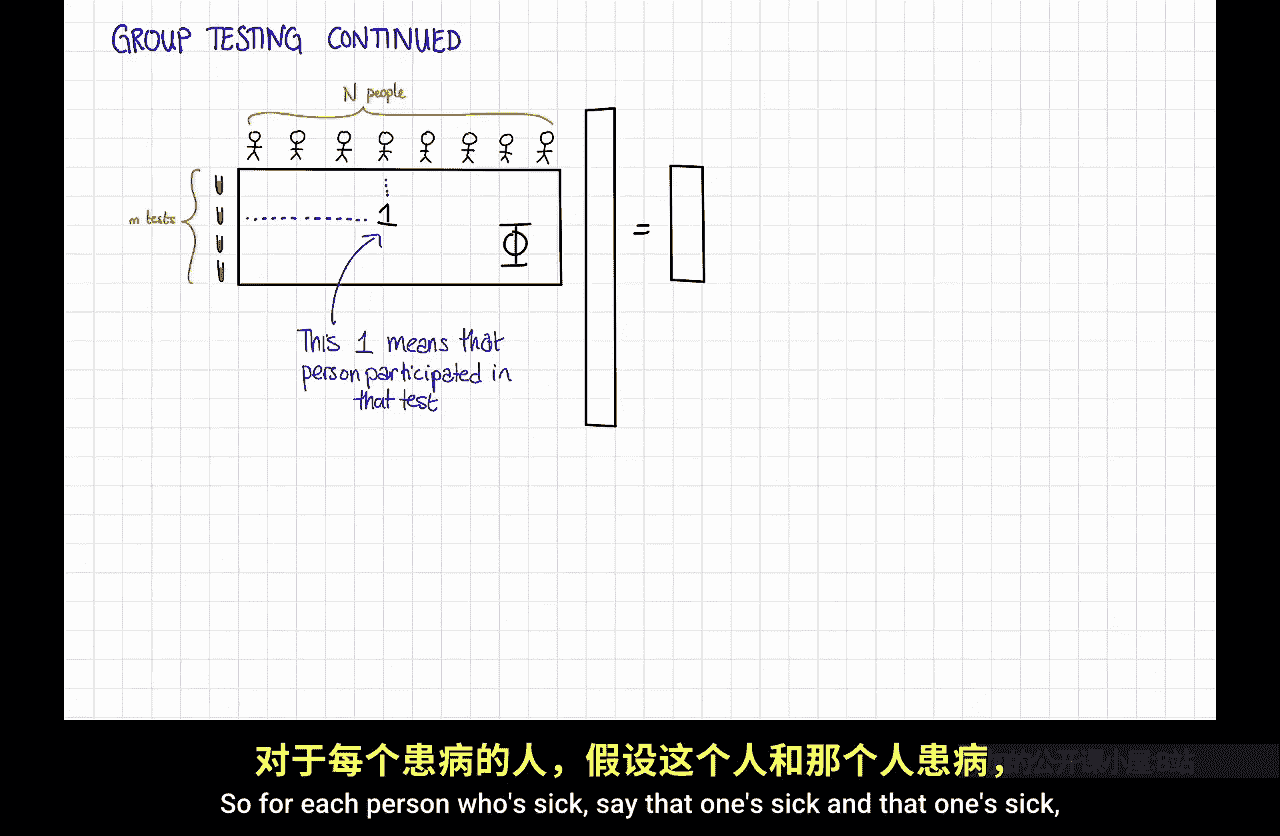 GROUP TESTING CONTINUED
N people
m tests
1
Φ
=
This 1 means that
person participated in
that test
对于每个患病的人，假设这个人和那个人患病，
So for each person who's sick, say that one's sick and that one's sick,